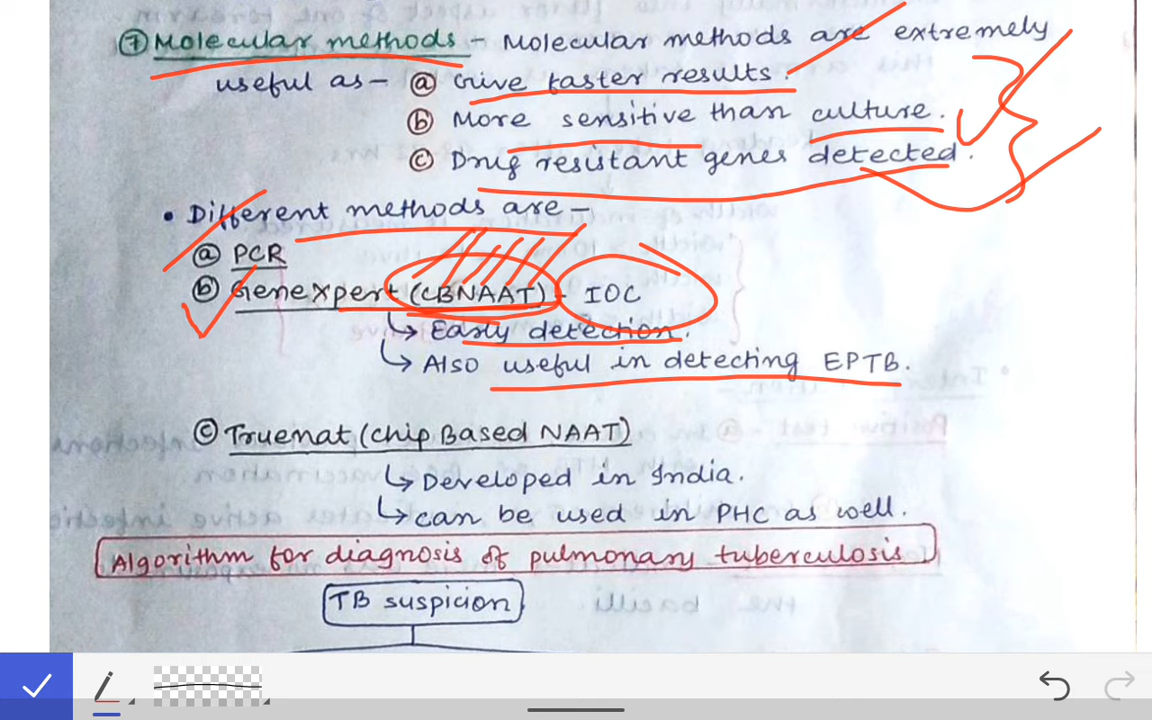 ⑦ Molecular methods - Molecular methods are extremely
useful as - ⓐ Give faster results.
ⓑ More sensitive than culture.
ⓒ Drug resistant genes detected.
• Different methods are -
ⓐ PCR
ⓑ GeneXpert (CBNAAT) - IOC
↳ Early detection.
↳ Also useful in detecting EPTB.
ⓒ Truenat (chip Based NAAT)
↳ Developed in India.
↳ can be used in PHC as well.
Algorithm for diagnosis of pulmonary tuberculosis
TB suspicion